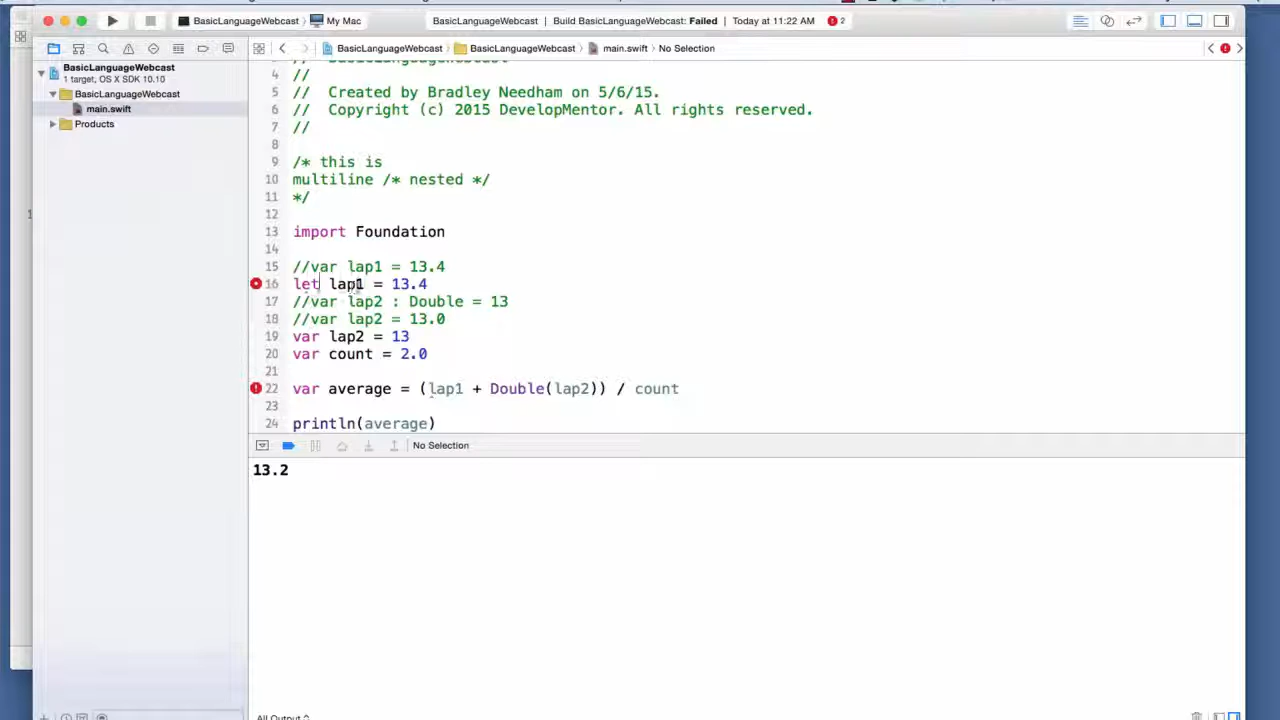 BasicLanguageWebcast My Mac BasicLanguageWebcast | Build BasicLanguageWebcast: Failed Today at 11:22 AM 2
BasicLanguageWebcast BasicLanguageWebcast main.swift No Selection
BasicLanguageWebcast
1 target, OS X SDK 10.10
BasicLanguageWebcast
main.swift
Products
4 //
5 // Created by Bradley Needham on 5/6/15.
6 // Copyright (c) 2015 DevelopMentor. All rights reserved.
7 //
8
9 /* this is
10 multiline /* nested */
11 */
12
13 import Foundation
14
15 //var lap1 = 13.4
16 let lap1 = 13.4
17 //var lap2 : Double = 13
18 //var lap2 = 13.0
19 var lap2 = 13
20 var count = 2.0
21
22 var average = (lap1 + Double(lap2)) / count
23
24 println(average)
No Selection
13.2
All Output